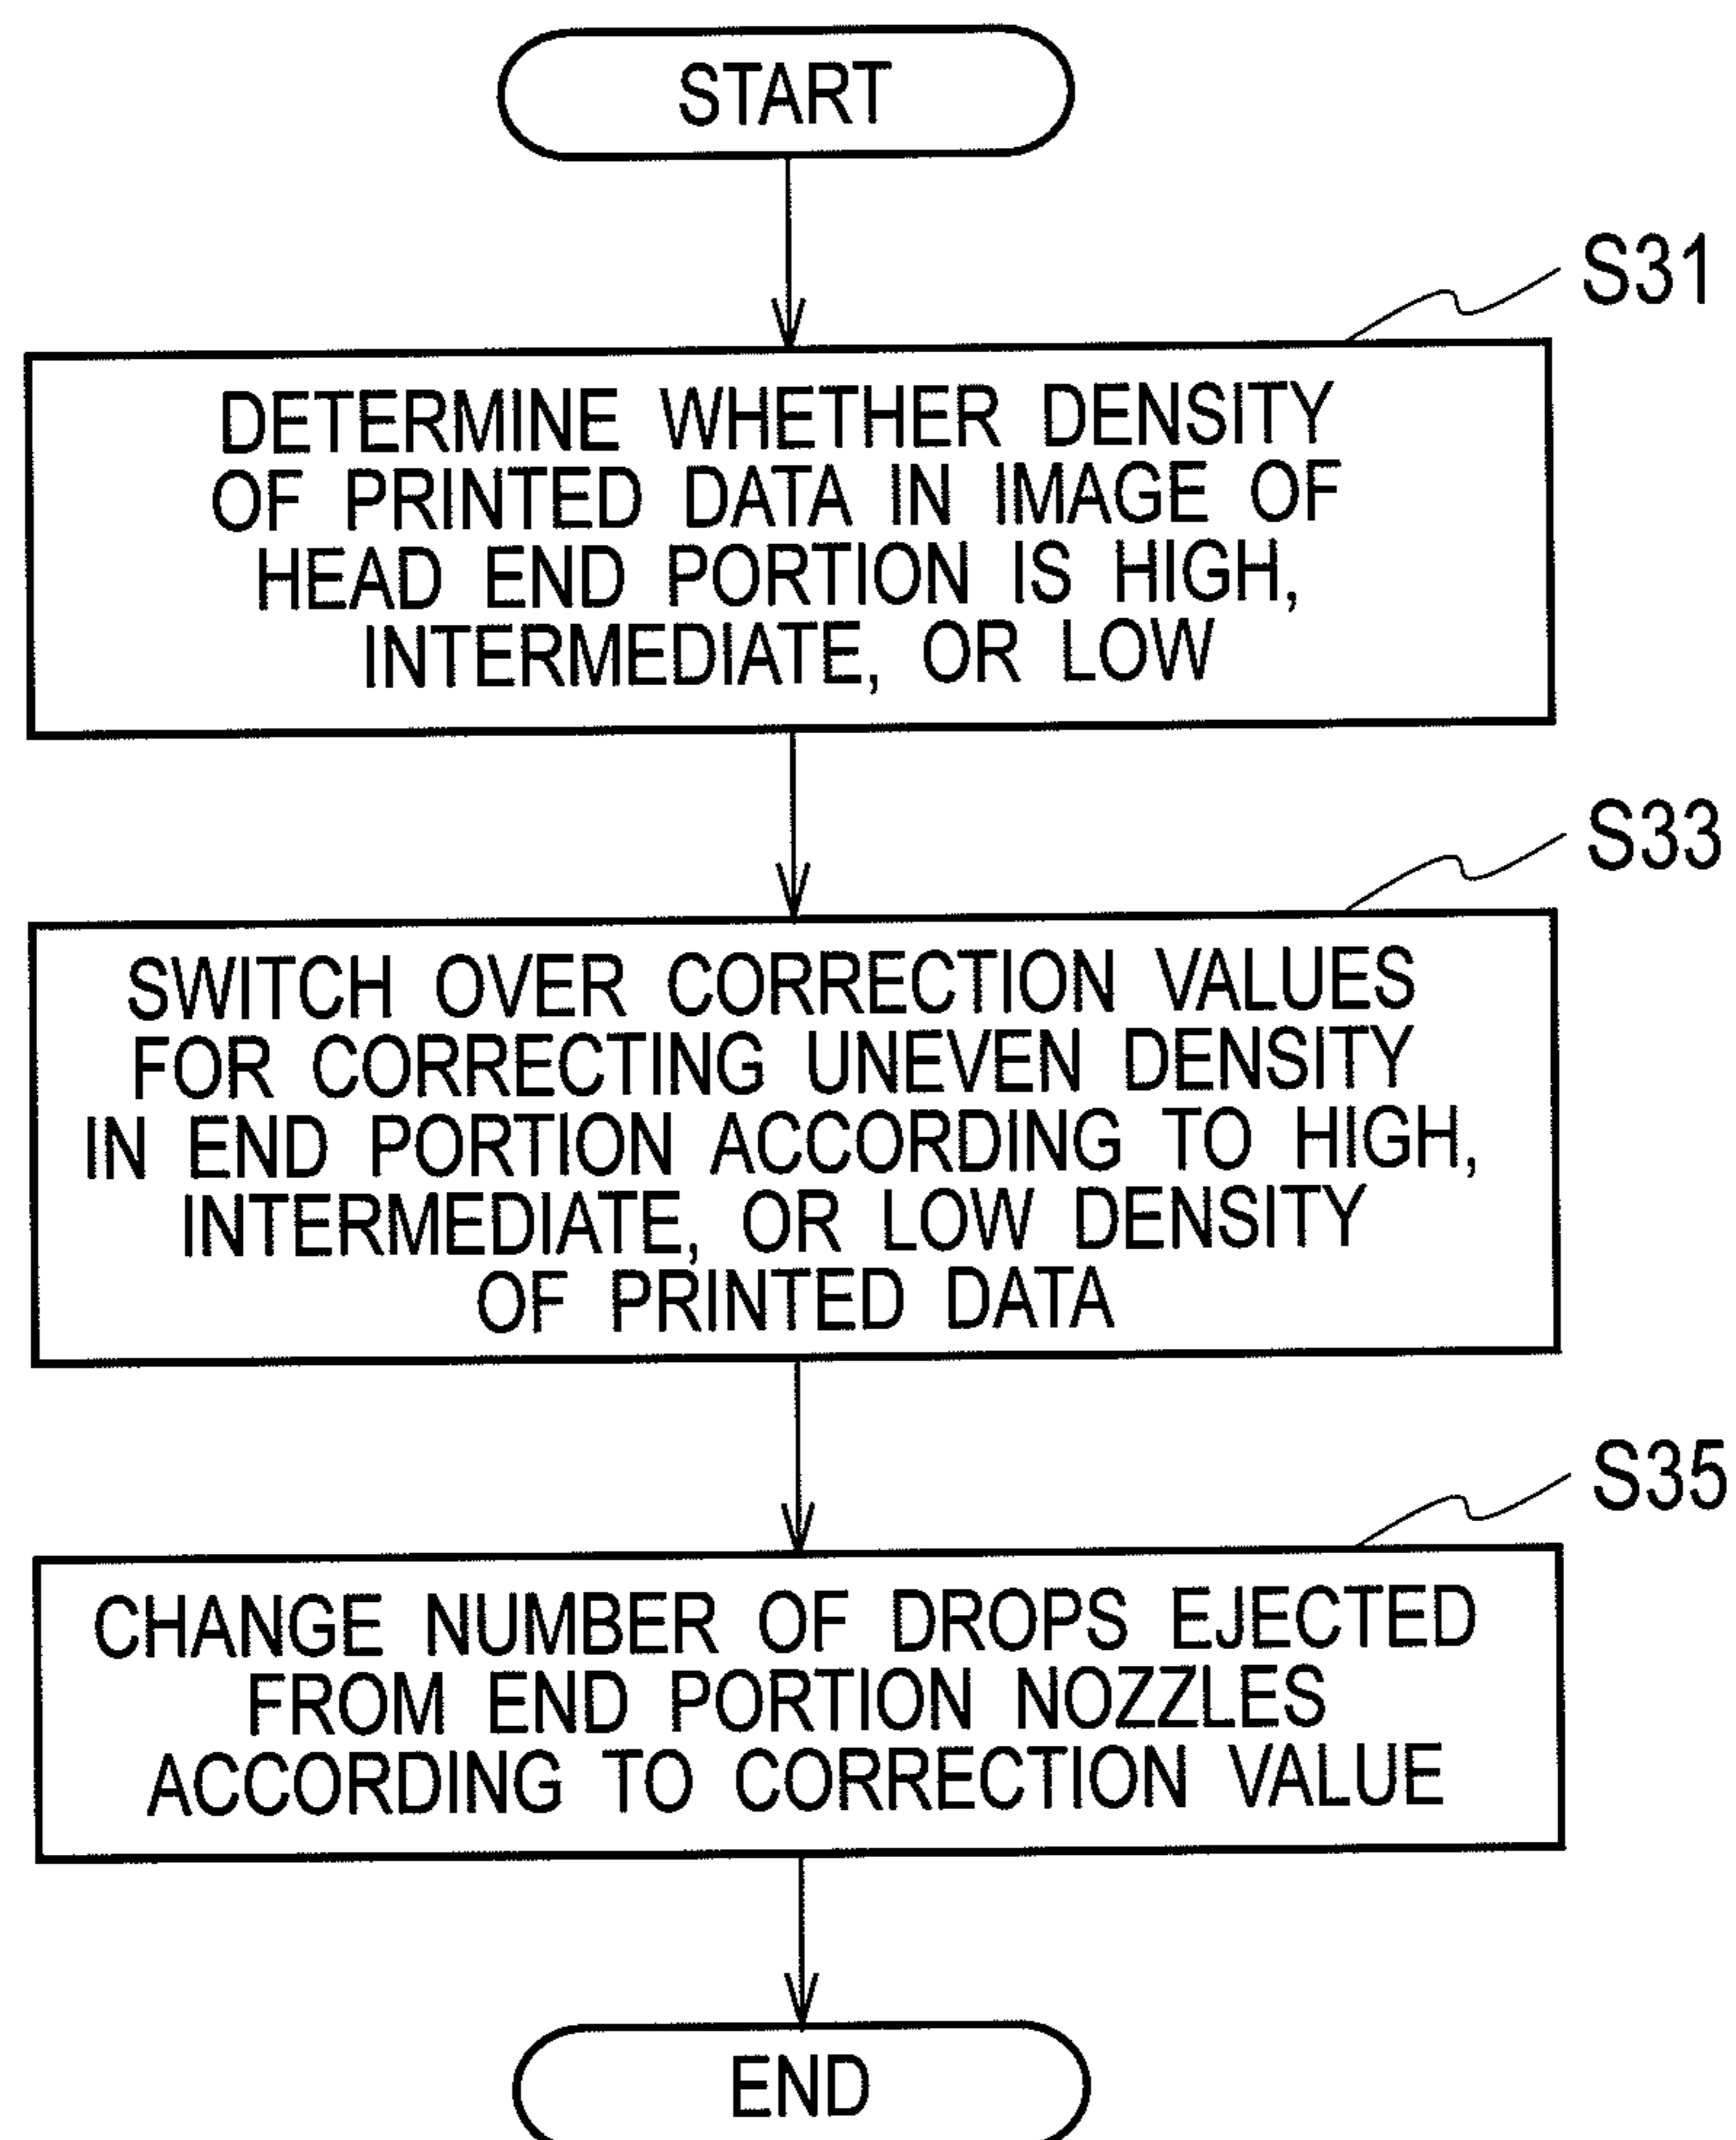 START
S31
DETERMINE WHETHER DENSITY
OF PRINTED DATA IN IMAGE OF
HEAD END PORTION IS HIGH,
INTERMEDIATE, OR LOW
S33
SWITCH OVER CORRECTION VALUES
FOR CORRECTING UNEVEN DENSITY
IN END PORTION ACCORDING TO HIGH,
INTERMEDIATE, OR LOW DENSITY
OF PRINTED DATA
S35
CHANGE NUMBER OF DROPS EJECTED
FROM END PORTION NOZZLES
ACCORDING TO CORRECTION VALUE
END